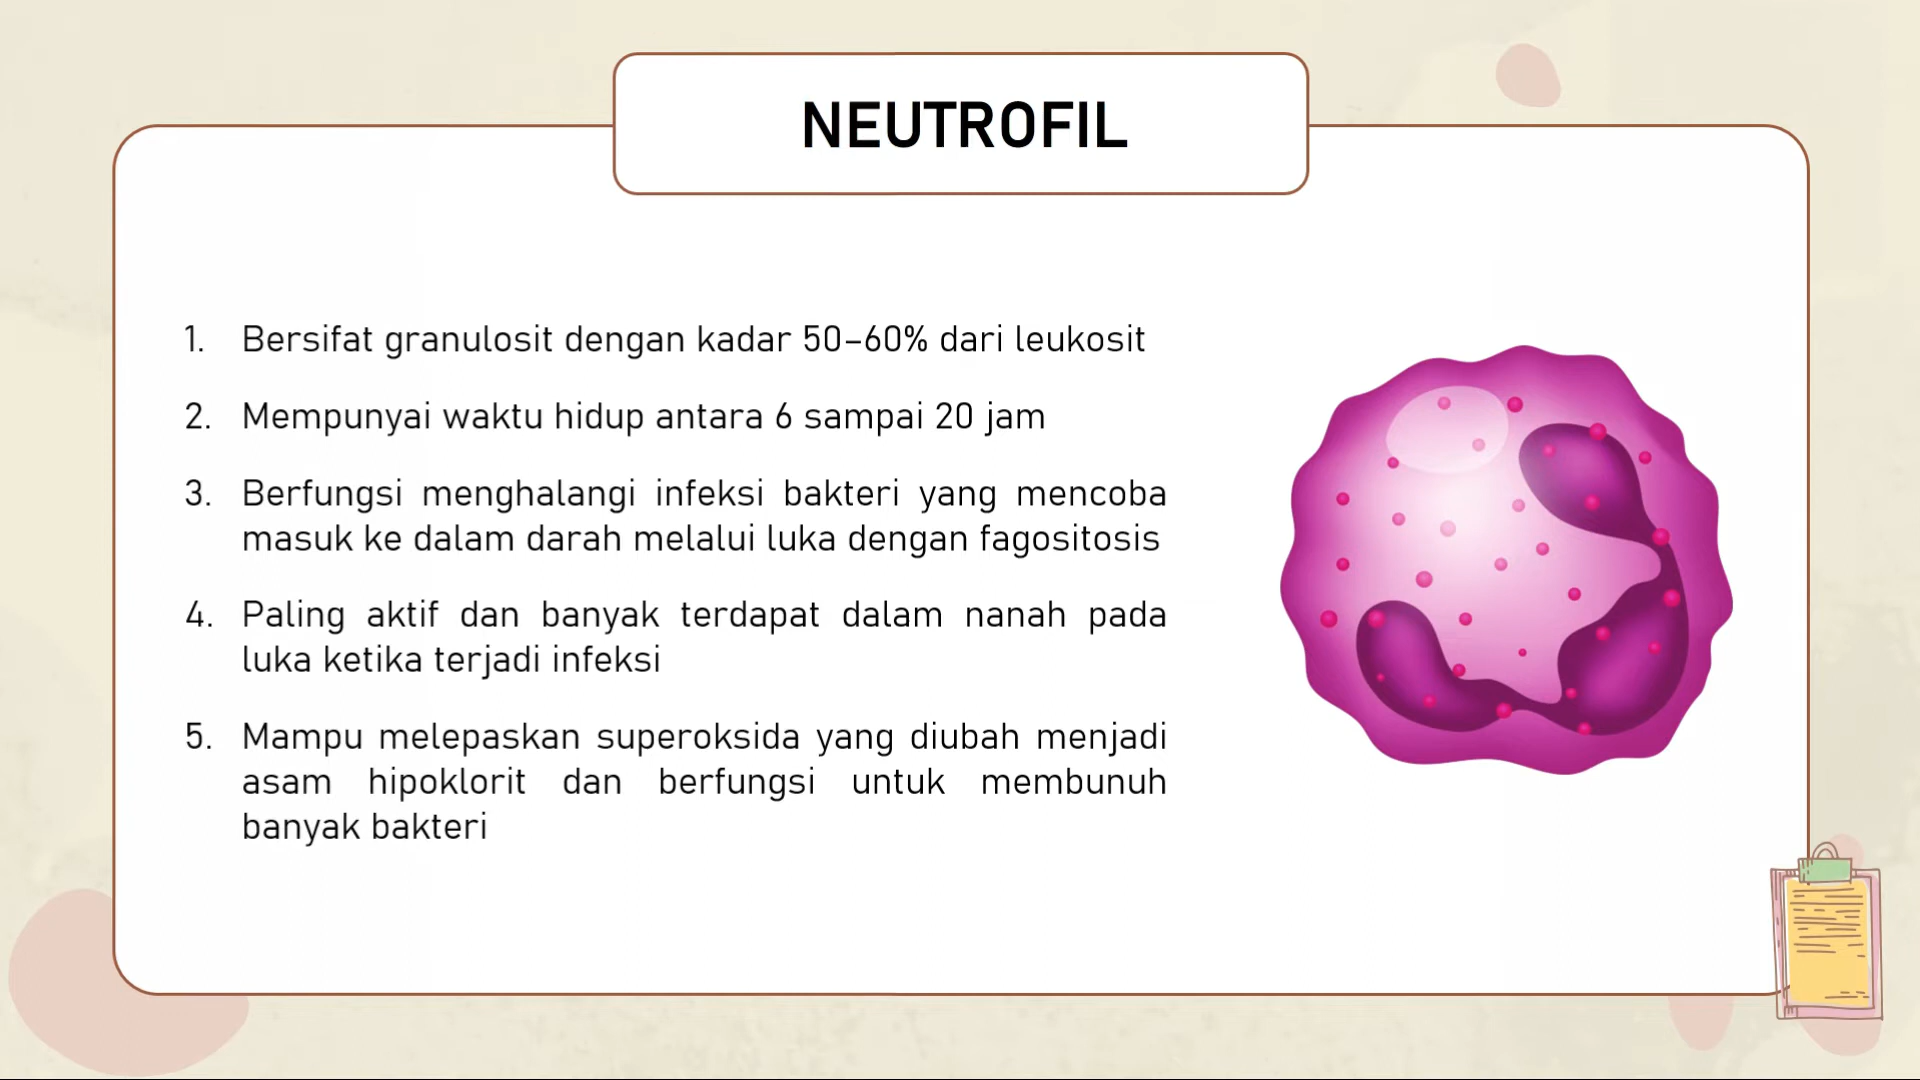 NEUTROFIL
1. Bersifat granulosit dengan kadar 50–60% dari leukosit
2. Mempunyai waktu hidup antara 6 sampai 20 jam
3. Berfungsi menghalangi infeksi bakteri yang mencoba
masuk ke dalam darah melalui luka dengan fagositosis
4. Paling aktif dan banyak terdapat dalam nanah pada
luka ketika terjadi infeksi
5. Mampu melepaskan superoksida yang diubah menjadi
asam hipoklorit dan berfungsi untuk membunuh
banyak bakteri